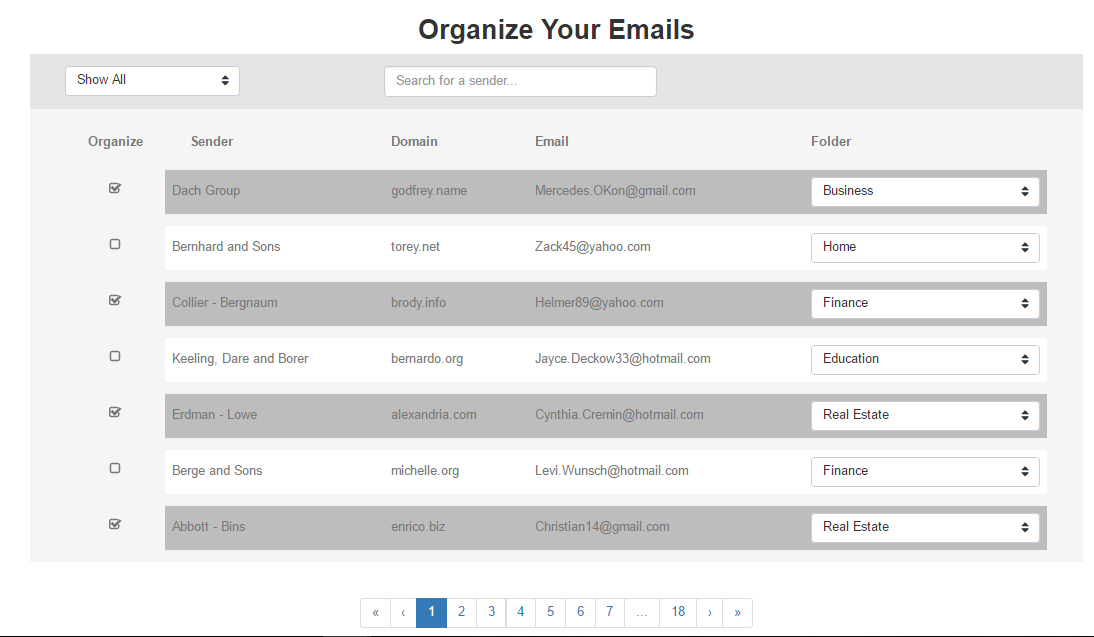 Organize Your Emails
Show All Search for a sender...
Organize Sender Domain Email Folder
Dach Group godfrey.name Mercedes.OKon@gmail.com Business
Bernhard and Sons torey.net Zack45@yahoo.com Home
Collier - Bergnaum brody.info Helmer89@yahoo.com Finance
Keeling, Dare and Borer bernardo.org Jayce.Deckow33@hotmail.com Education
Erdman - Lowe alexandria.com Cynthia.Cremin@hotmail.com Real Estate
Berge and Sons michelle.org Levi.Wunsch@hotmail.com Finance
Abbott - Bins enrico.biz Christian14@gmail.com Real Estate
« ‹ 1 2 3 4 5 6 7 ... 18 › »